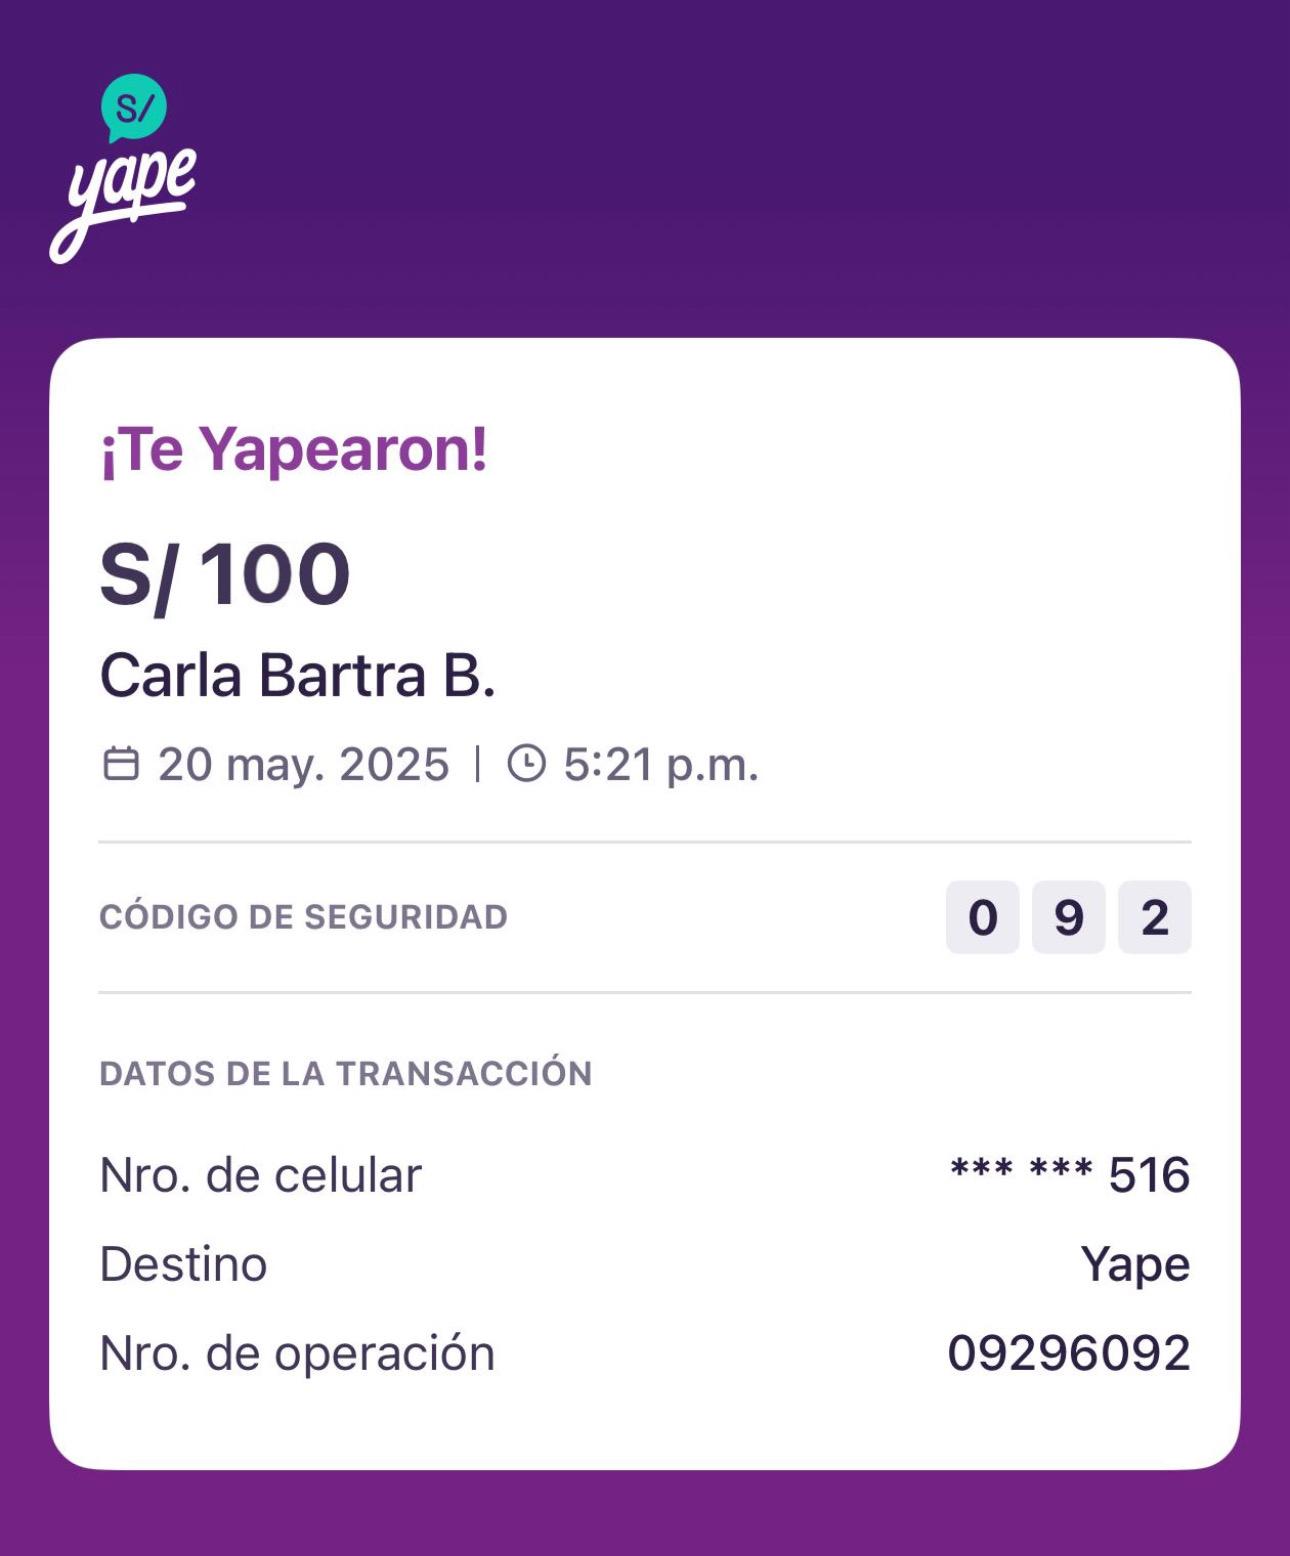 S/
yape
¡Te Yapearon!
S/ 100
Carla Bartra B.
20 may. 2025 | 5:21 p.m.
CÓDIGO DE SEGURIDAD 0 9 2
DATOS DE LA TRANSACCIÓN
Nro. de celular *** *** 516
Destino Yape
Nro. de operación 09296092